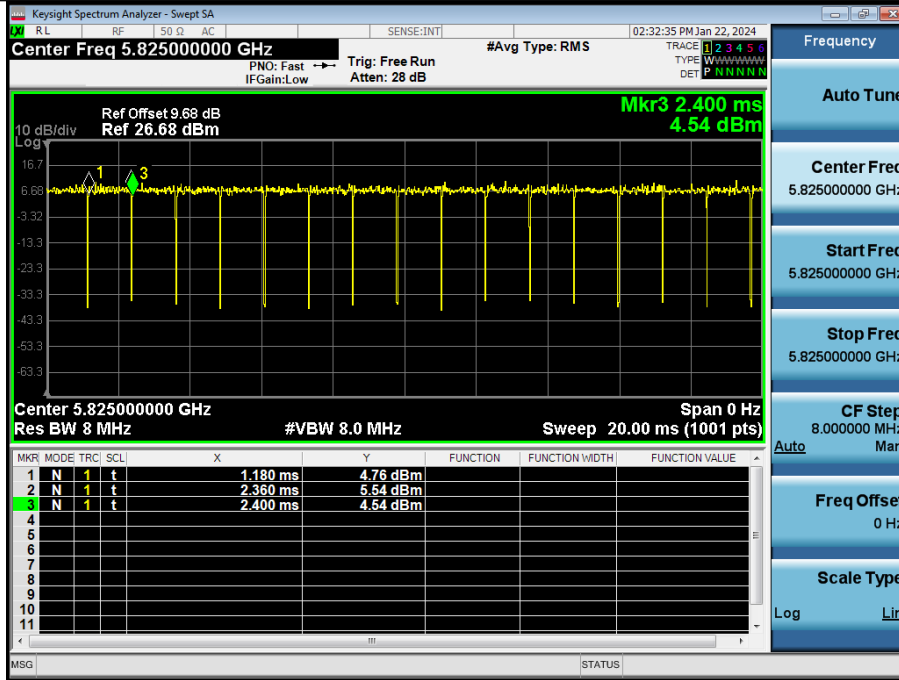 Keysight Spectrum Analyzer - Swept SA
LXI RL RF 50 Ω AC SENSE:INT 02:32:35 PM Jan 22, 2024
Center Freq 5.825000000 GHz
PNO: Fast
IFGain:Low
Trig: Free Run
Atten: 28 dB
#Avg Type: RMS
TRACE 1 2 3 4 5 6
TYPE WWWWWW
DET P N N N N N
Ref Offset 9.68 dB
Ref 26.68 dBm
10 dB/div
Log
Mkr3 2.400 ms
4.54 dBm
16.7
6.68
-3.32
-13.3
-23.3
-33.3
-43.3
-53.3
-63.3
1
3
Center 5.825000000 GHz Span 0 Hz
Res BW 8 MHz #VBW 8.0 MHz Sweep 20.00 ms (1001 pts)
MKR MODE TRC SCL X Y FUNCTION FUNCTION WIDTH FUNCTION VALUE
1 N 1 t 1.180 ms 4.76 dBm
2 N 1 t 2.360 ms 5.54 dBm
3 N 1 t 2.400 ms 4.54 dBm
4
5
6
7
8
9
10
11
MSG STATUS
Frequency
Auto Tune
Center Freq
5.825000000 GHz
Start Freq
5.825000000 GHz
Stop Freq
5.825000000 GHz
CF Step
8.000000 MHz
Auto Man
Freq Offset
0 Hz
Scale Type
Log Lin